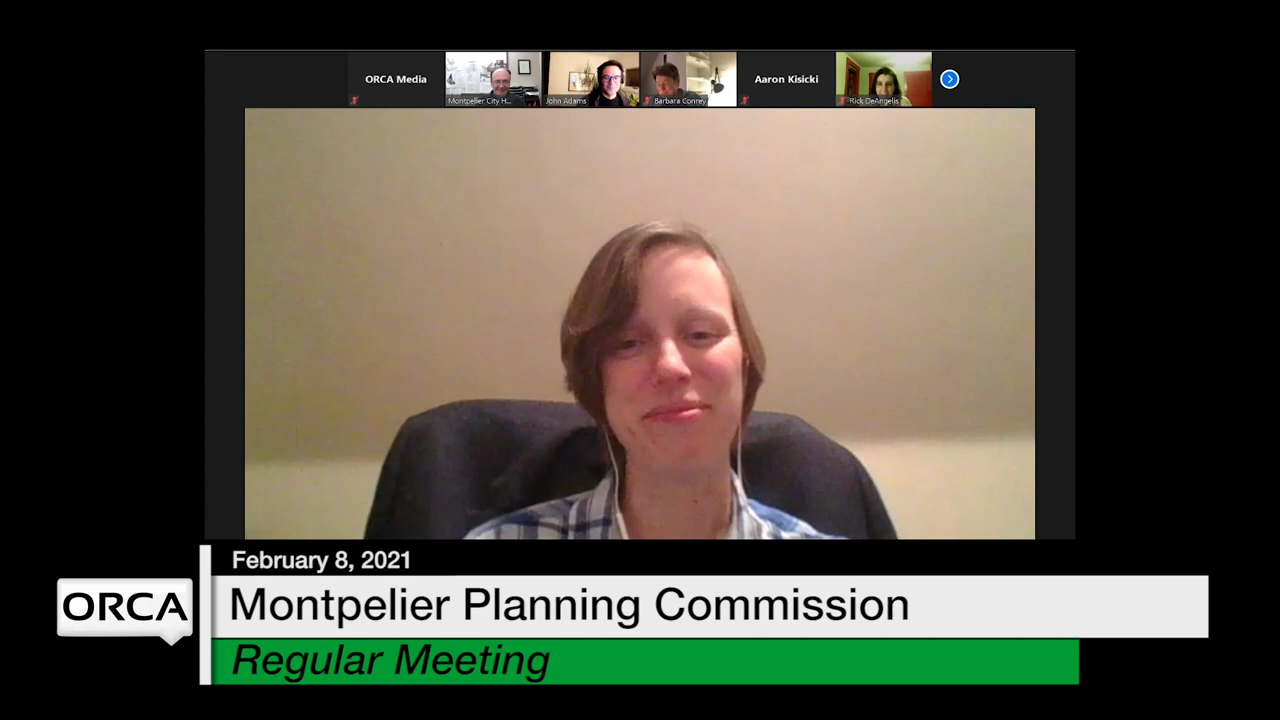 ORCA Media
Montpelier City H...
John Adams
Barbara Conrey
Aaron Kisicki
Rick DeAngelis
February 8, 2021
Montpelier Planning Commission
ORCA
Regular Meeting